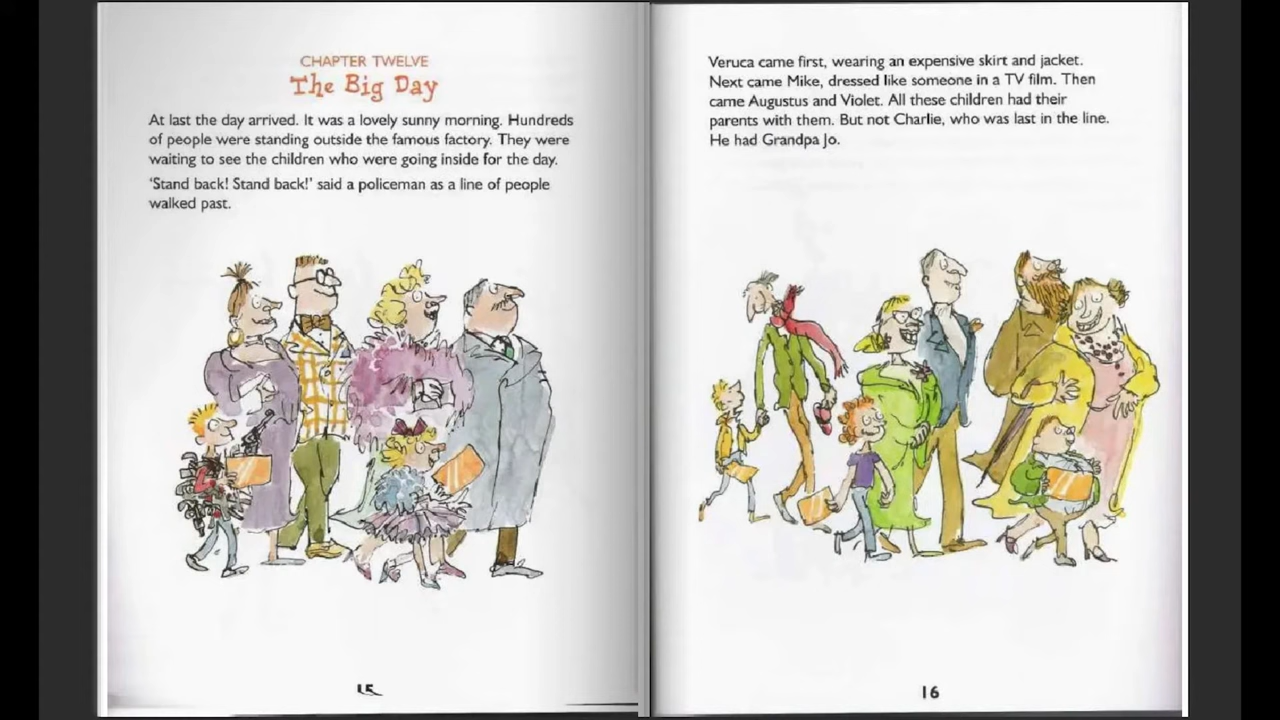 CHAPTER TWELVE
The Big Day
At last the day arrived. It was a lovely sunny morning. Hundreds
of people were standing outside the famous factory. They were
waiting to see the children who were going inside for the day.
'Stand back! Stand back!' said a policeman as a line of people
walked past.
15
Veruca came first, wearing an expensive skirt and jacket.
Next came Mike, dressed like someone in a TV film. Then
came Augustus and Violet. All these children had their
parents with them. But not Charlie, who was last in the line.
He had Grandpa Jo.
16